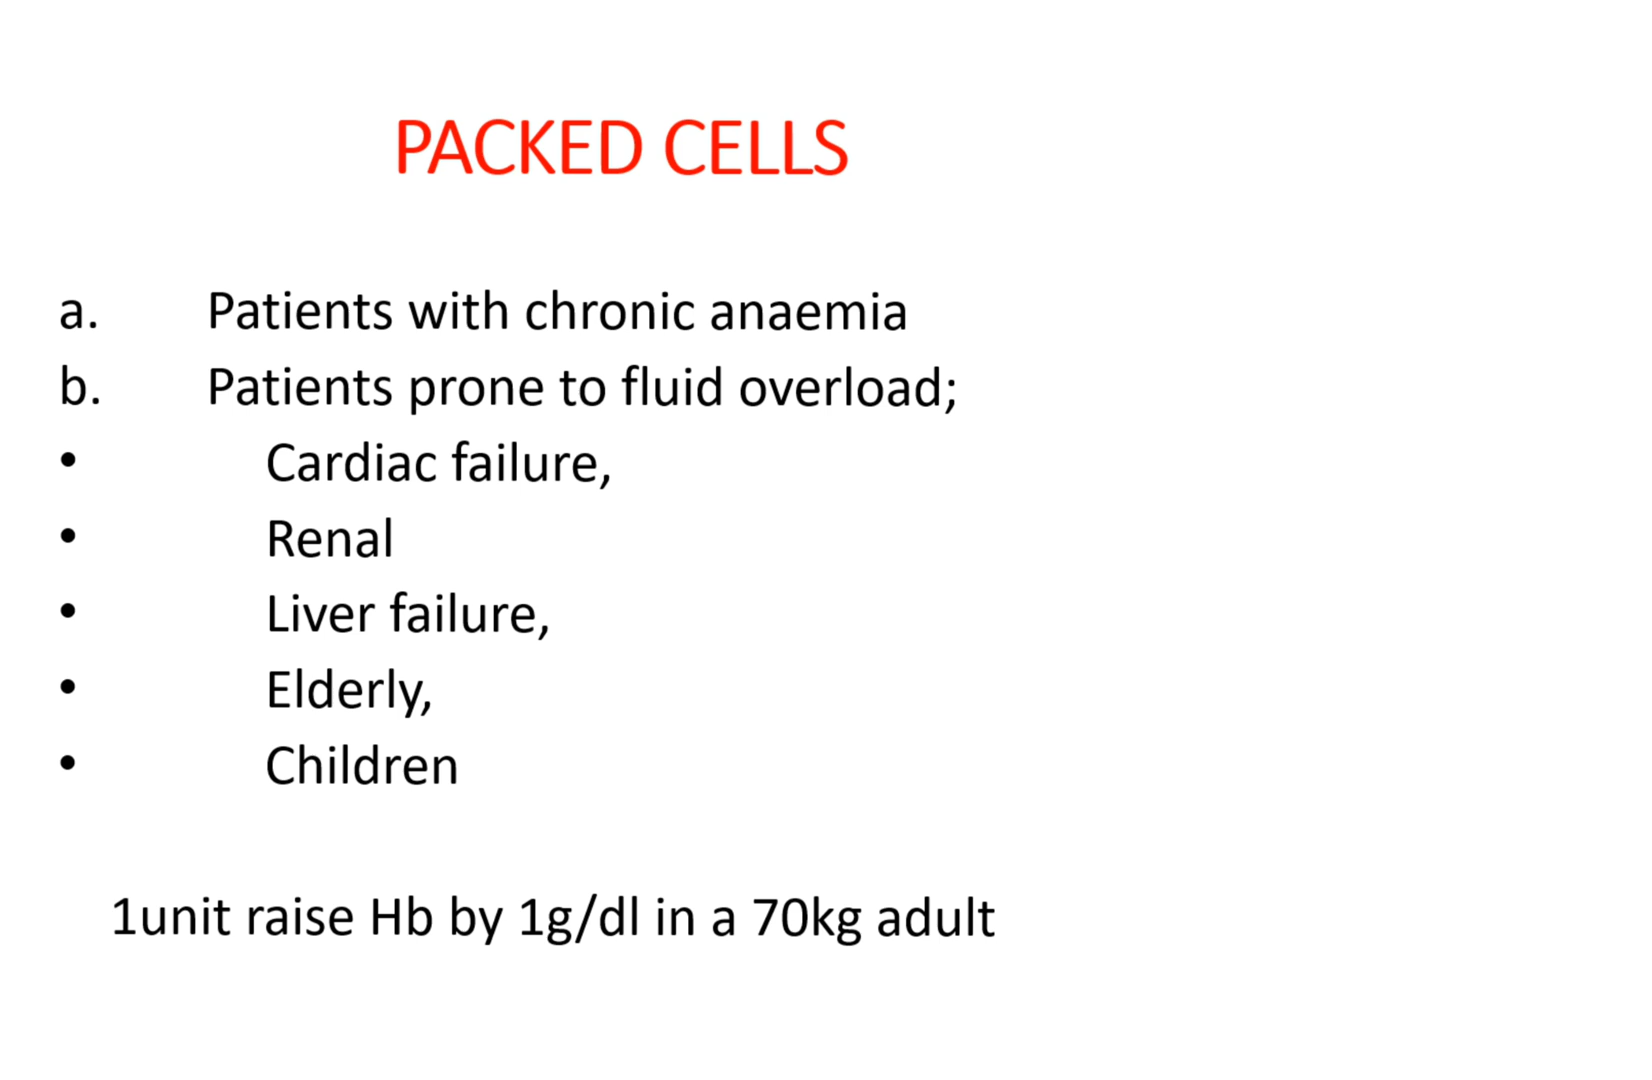 PACKED CELLS
a. Patients with chronic anaemia
b. Patients prone to fluid overload;
• Cardiac failure,
• Renal
• Liver failure,
• Elderly,
• Children
1unit raise Hb by 1g/dl in a 70kg adult